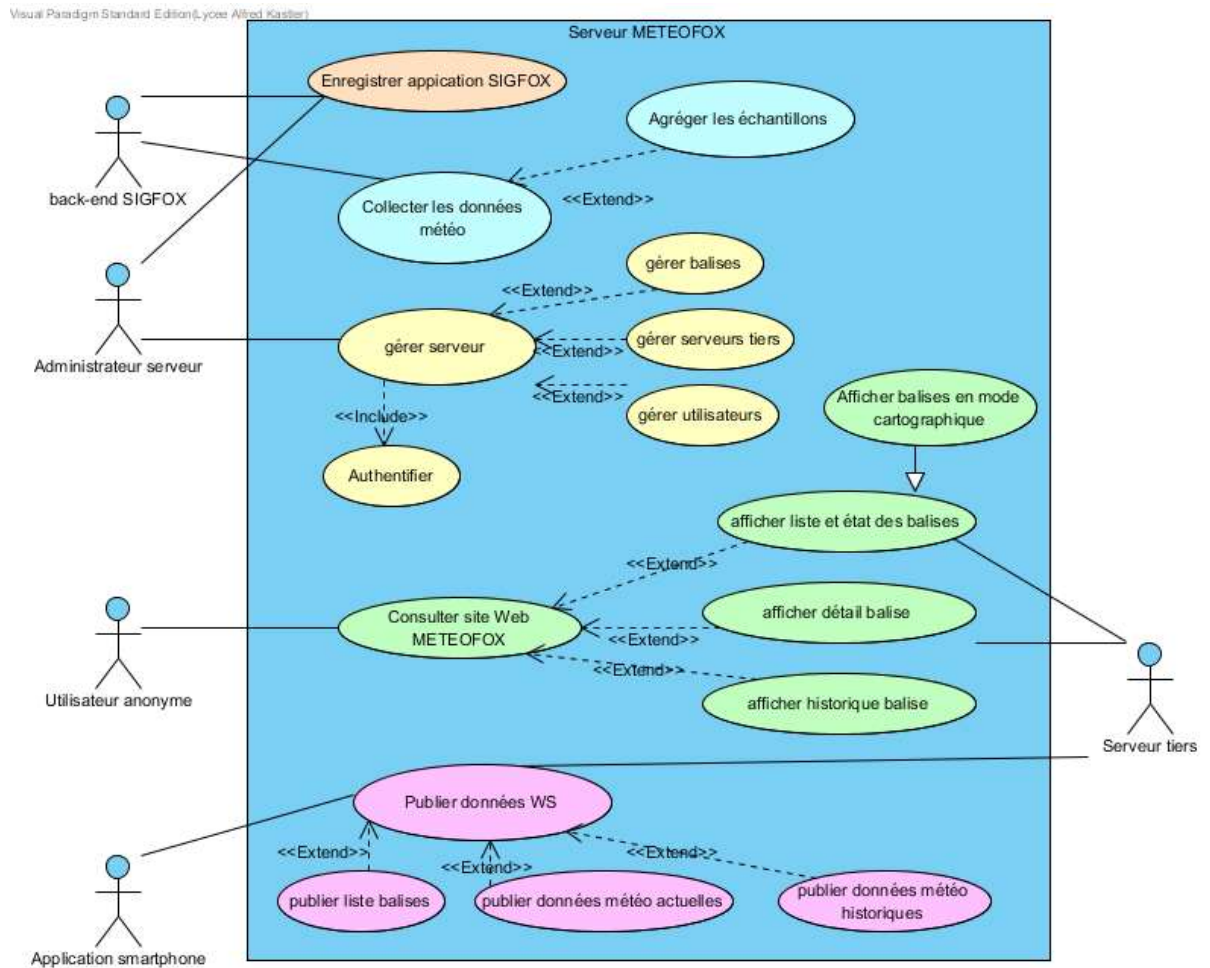 Visual Paradigm Standard Edition(Lycee Alfred Kastler)
Serveur METEOFOX
Enregistrer appication SIGFOX
Agréger les échantillons
back-end SIGFOX
<<Extend>>
Collecter les données
météo
gérer balises
<<Extend>>
Administrateur serveur
gérer serveur
gérer serveurs tiers
<<Extend>>
<<Extend>>
gérer utilisateurs
<<Include>>
Afficher balises en mode
cartographique
Authentifier
afficher liste et état des balises
<<Extend>>
Utilisateur anonyme
Consulter site Web
METEOFOX
afficher détail balise
<<Extend>>
<<Extend>>
afficher historique balise
Serveur tiers
Publier données WS
<<Extend>>
<<Extend>>
<<Extend>>
publier liste balises
publier données météo actuelles
publier données météo
historiques
Application smartphone